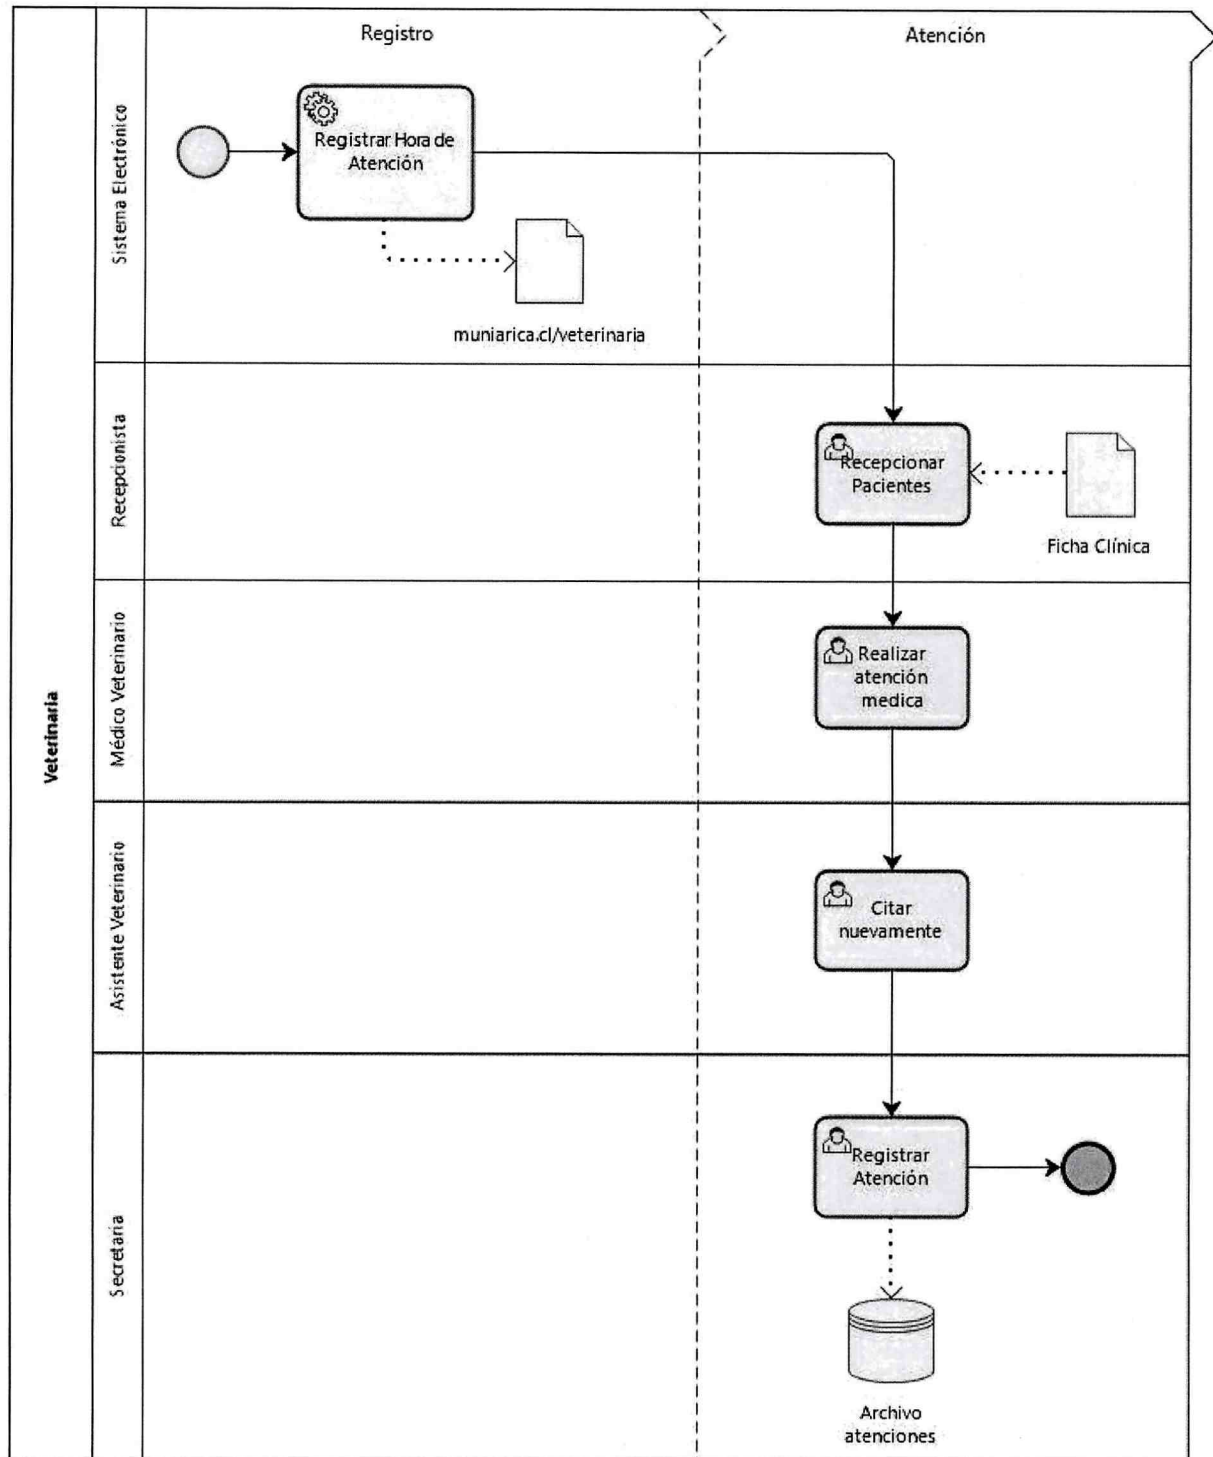 Registro
Atención
Veterinaria
Sistema Electrónico
Registrar Hora de
Atención
muniarica.cl/veterinaria
Recepcionista
Recepcionar
Pacientes
Ficha Clínica
Médico Veterinario
Realizar
atención
medica
Asistente Veterinario
Citar
nuevamente
Secretaria
Registrar
Atención
Archivo
atenciones